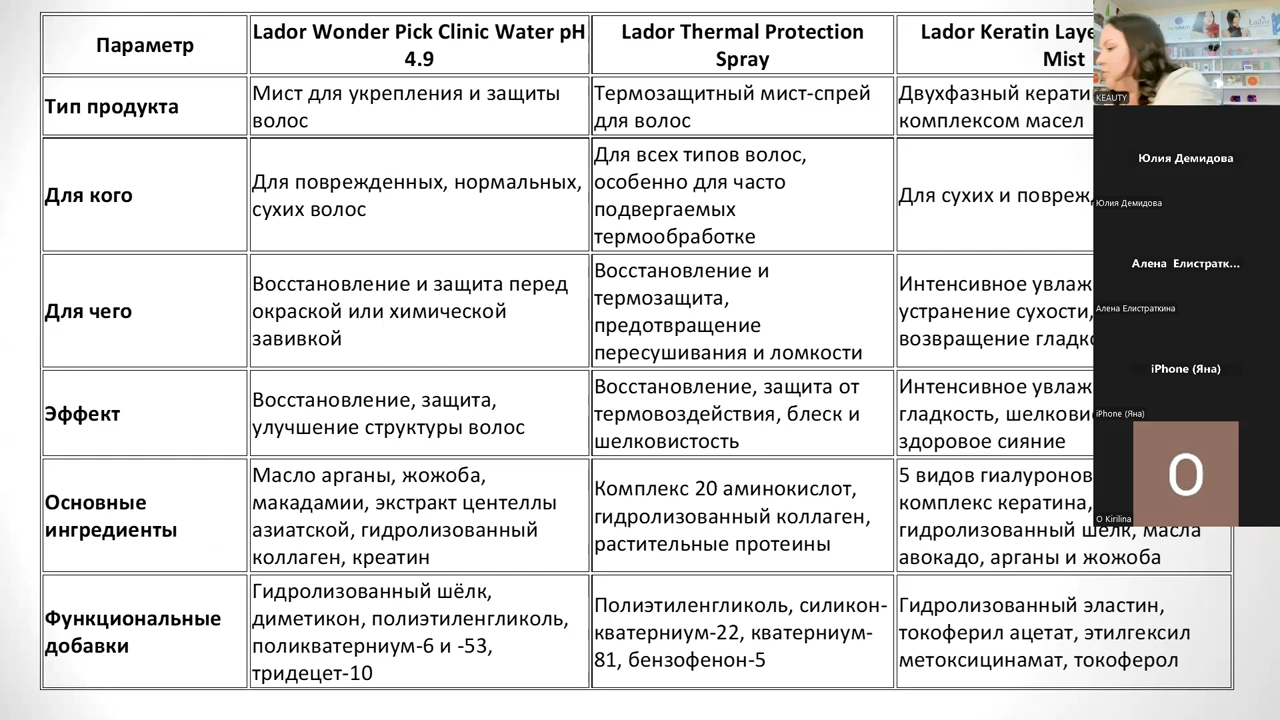 Параметр
Lador Wonder Pick Clinic Water pH
4.9
Lador Thermal Protection
Spray
Lador Keratin
Mist
Тип продукта
Мист для укрепления и защиты
волос
Термозащитный мист-спрей
для волос
Двухфазный
комплексом масел
Для кого
Для поврежденных, нормальных,
сухих волос
Для всех типов волос,
особенно для часто
подвергаемых
термообработке
Для сухих и
Для чего
Восстановление и защита перед
окраской или химической
завивкой
Восстановление и
термозащита,
предотвращение
пересушивания и ломкости
Интенсивное
устранение сухости,
возвращение
Эффект
Восстановление, защита,
улучшение структуры волос
Восстановление, защита от
термовоздействия, блеск и
шелковистость
Интенсивное
гладкость,
здоровое сияние
Основные
ингредиенты
Масло арганы, жожоба,
макадамии, экстракт центеллы
азиатской, гидролизованный
коллаген, креатин
Комплекс 20 аминокислот,
гидролизованный коллаген,
растительные протеины
5 видов
комплекс кератина,
гидролизованный шелк, масла
авокадо, арганы и жожоба
Функциональные
добавки
Гидролизованный шёлк,
диметикон, полиэтиленгликоль,
поликватерниум-6 и -53,
тридецет-10
Полиэтиленгликоль, силикон-
кватерниум-22, кватерниум-
81, бензофенон-5
Гидролизованный эластин,
токоферил ацетат, этилгексил
метоксицинамат, токоферол
KEAUTY
Юлия Демидова
Юлия Демидова
Алена Елистратк...
Алена Елистраткина
iPhone (Яна)
iPhone (Яна)
O
O Kirilina